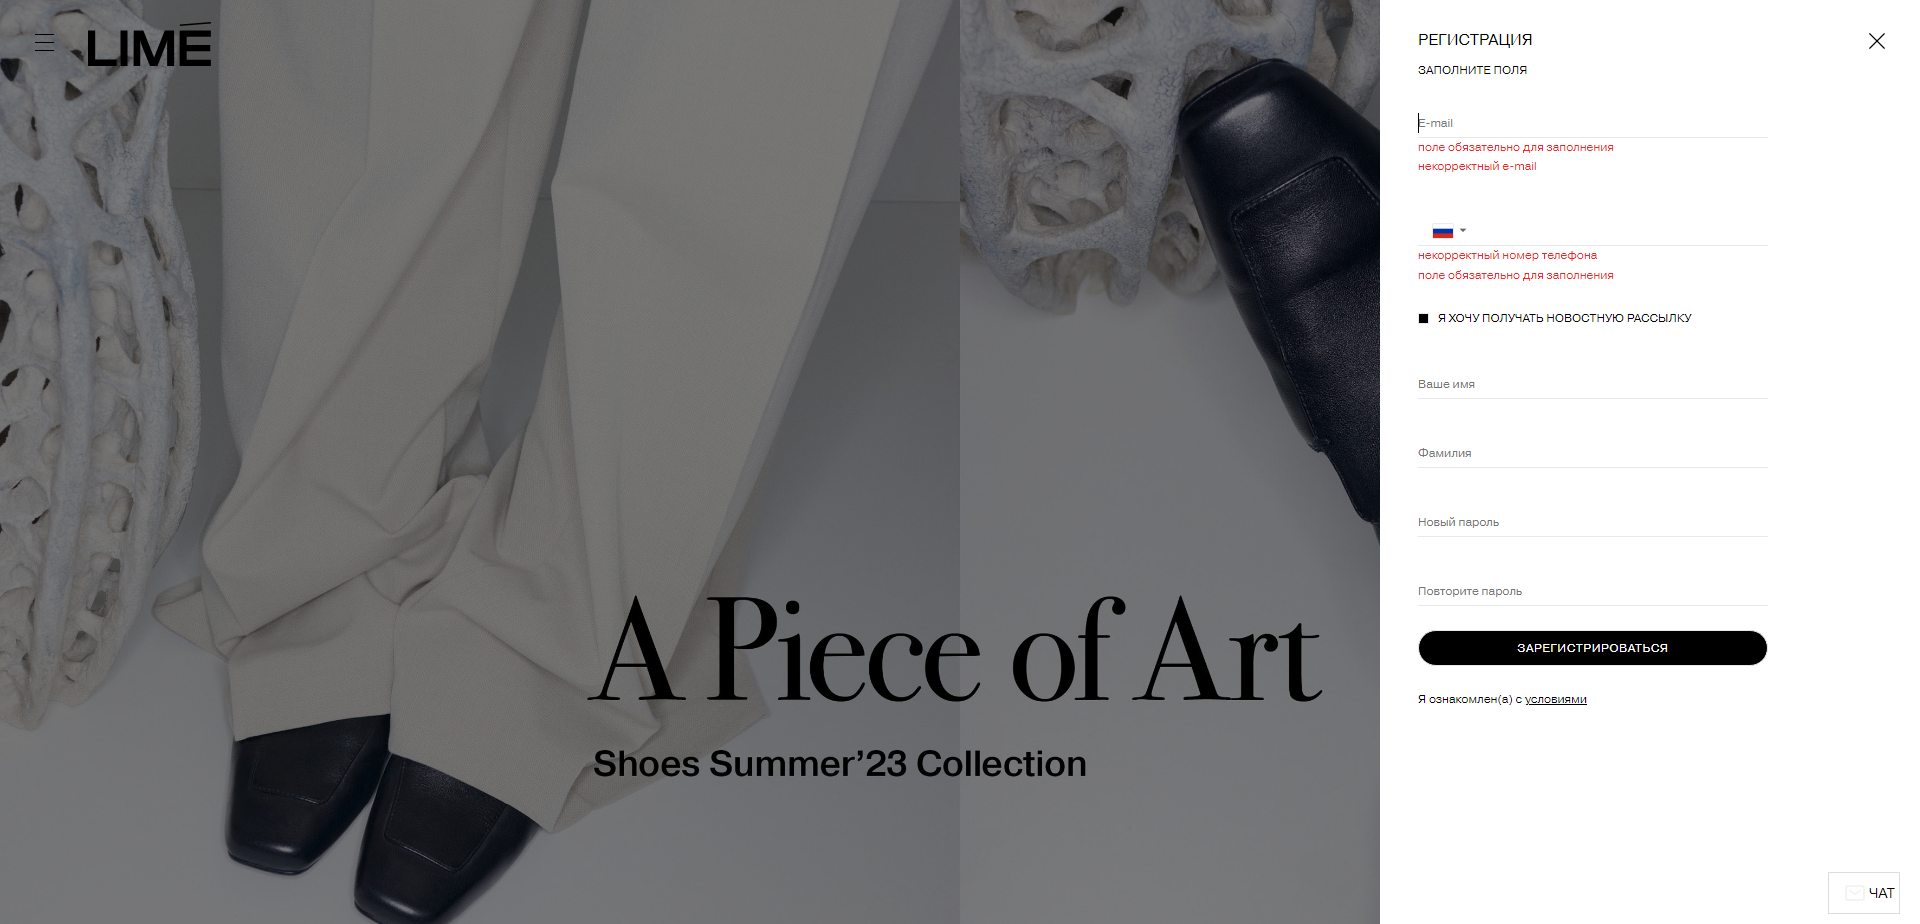 LIMÉ
A Piece of Art
Shoes Summer’23 Collection
РЕГИСТРАЦИЯ
ЗАПОЛНИТЕ ПОЛЯ
E-mail
поле обязательно для заполнения
некорректный e-mail
некорректный номер телефона
поле обязательно для заполнения
Я ХОЧУ ПОЛУЧАТЬ НОВОСТНУЮ РАССЫЛКУ
Ваше имя
Фамилия
Новый пароль
Повторите пароль
ЗАРЕГИСТРИРОВАТЬСЯ
Я ознакомлен(а) с условиями
ЧАТ